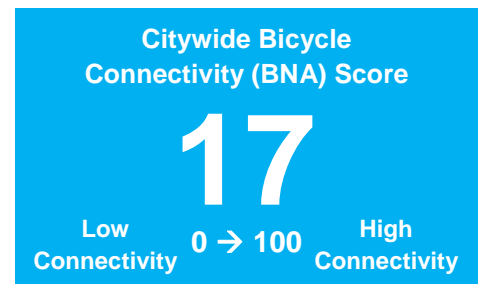 Citywide Bicycle
Connectivity (BNA) Score
17
Low
Connectivity
0 → 100
High
Connectivity